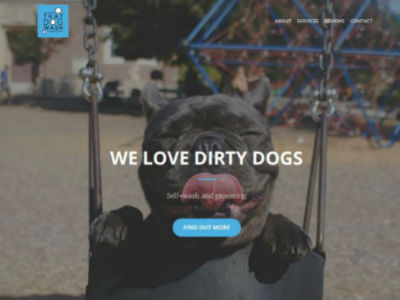 THAT
DOG
WASH
ABOUT SERVICES REVIEWS CONTACT
WE LOVE DIRTY DOGS
Self-wash and grooming
FIND OUT MORE